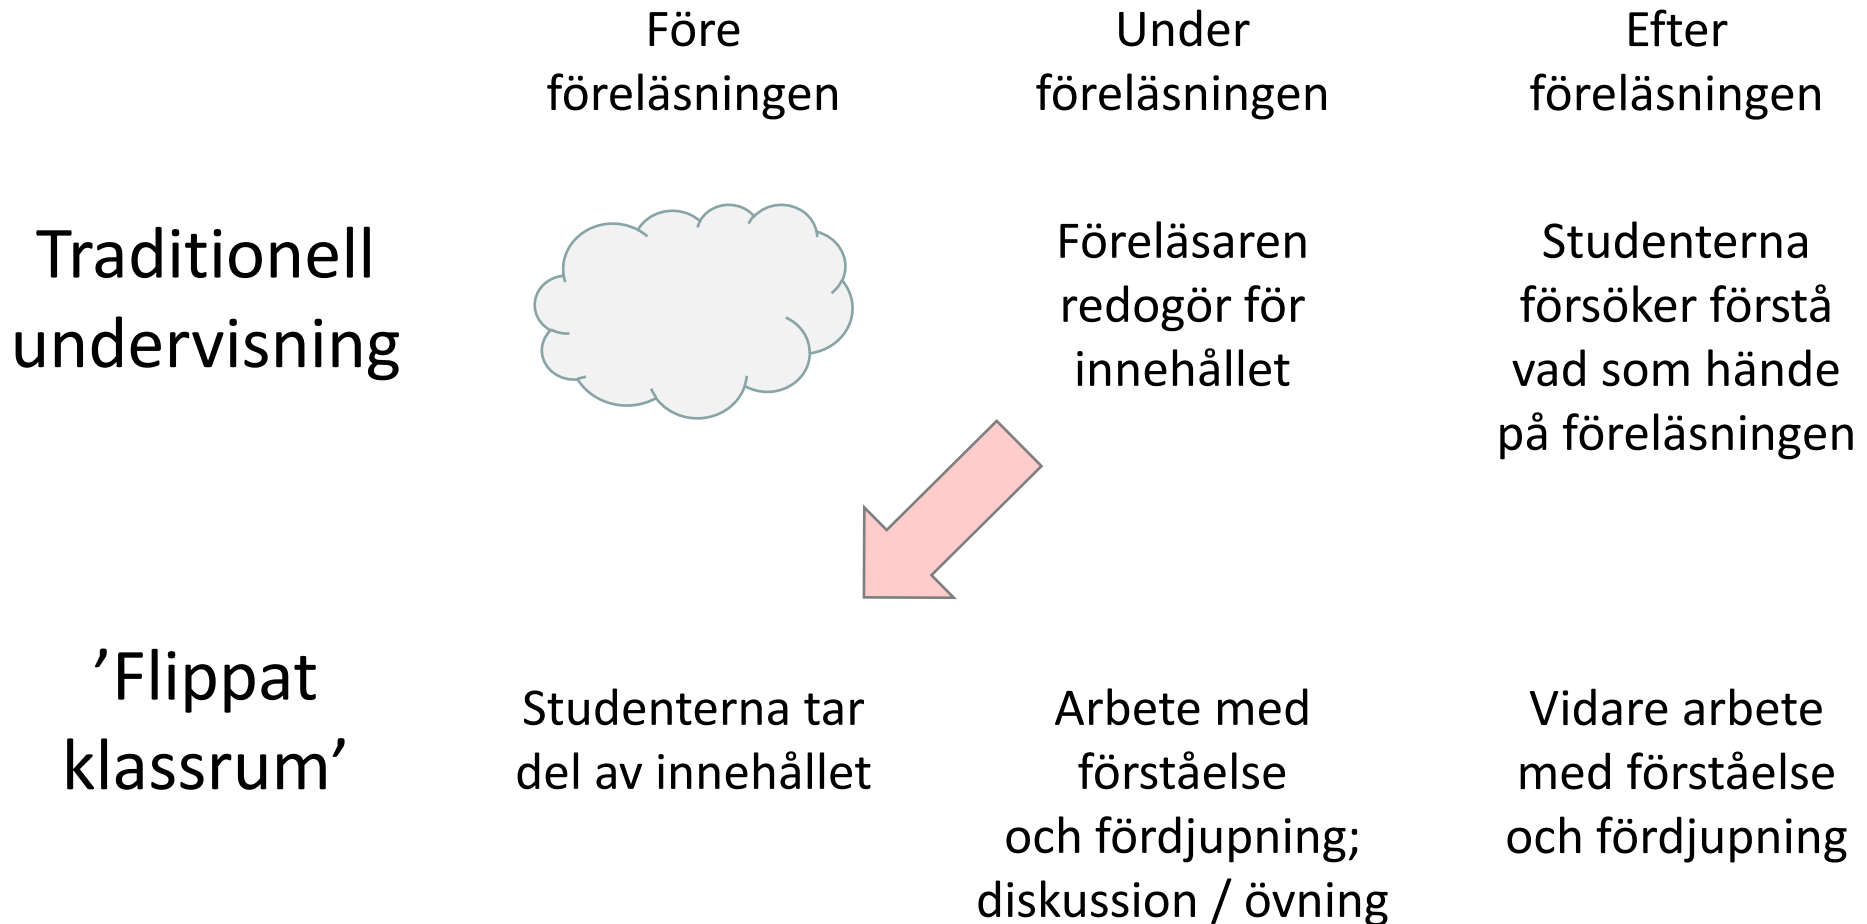 Före
föreläsningen
Under
föreläsningen
Efter
föreläsningen
Traditionell
undervisning
Föreläsaren
redogör för
innehållet
Studenterna
försöker förstå
vad som hände
på föreläsningen
’Flippat
klassrum’
Studenterna tar
del av innehållet
Arbete med
förståelse
och fördjupning;
diskussion / övning
Vidare arbete
med förståelse
och fördjupning